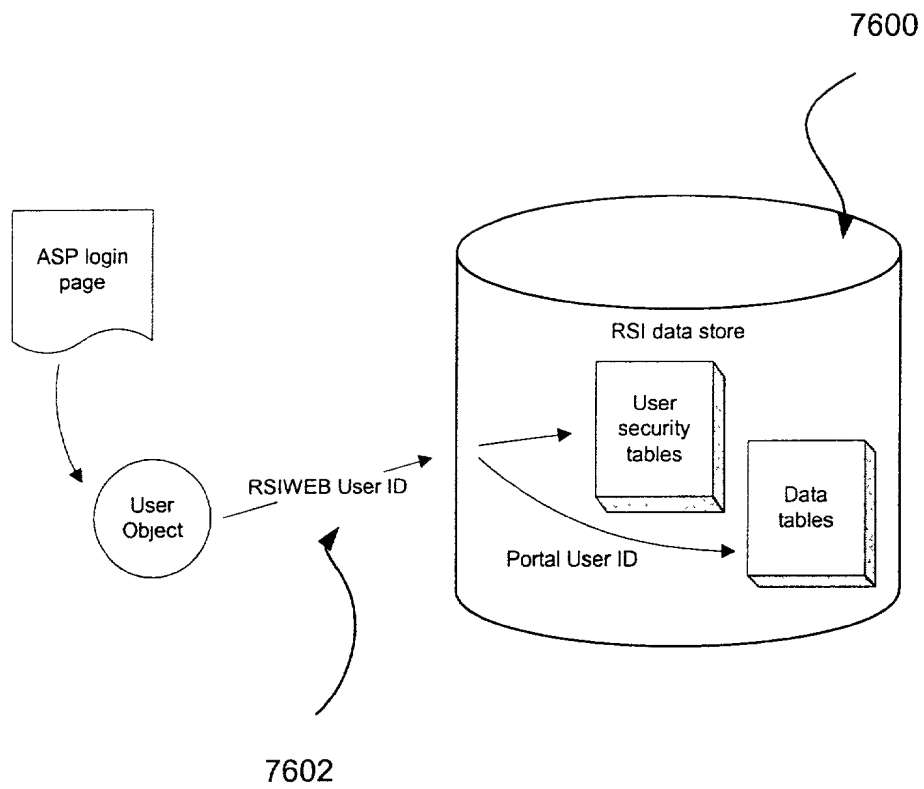 7600
ASP login
page
RSI data store
User
security
tables
RSIWEB User ID
User
Object
Data
tables
Portal User ID
7602